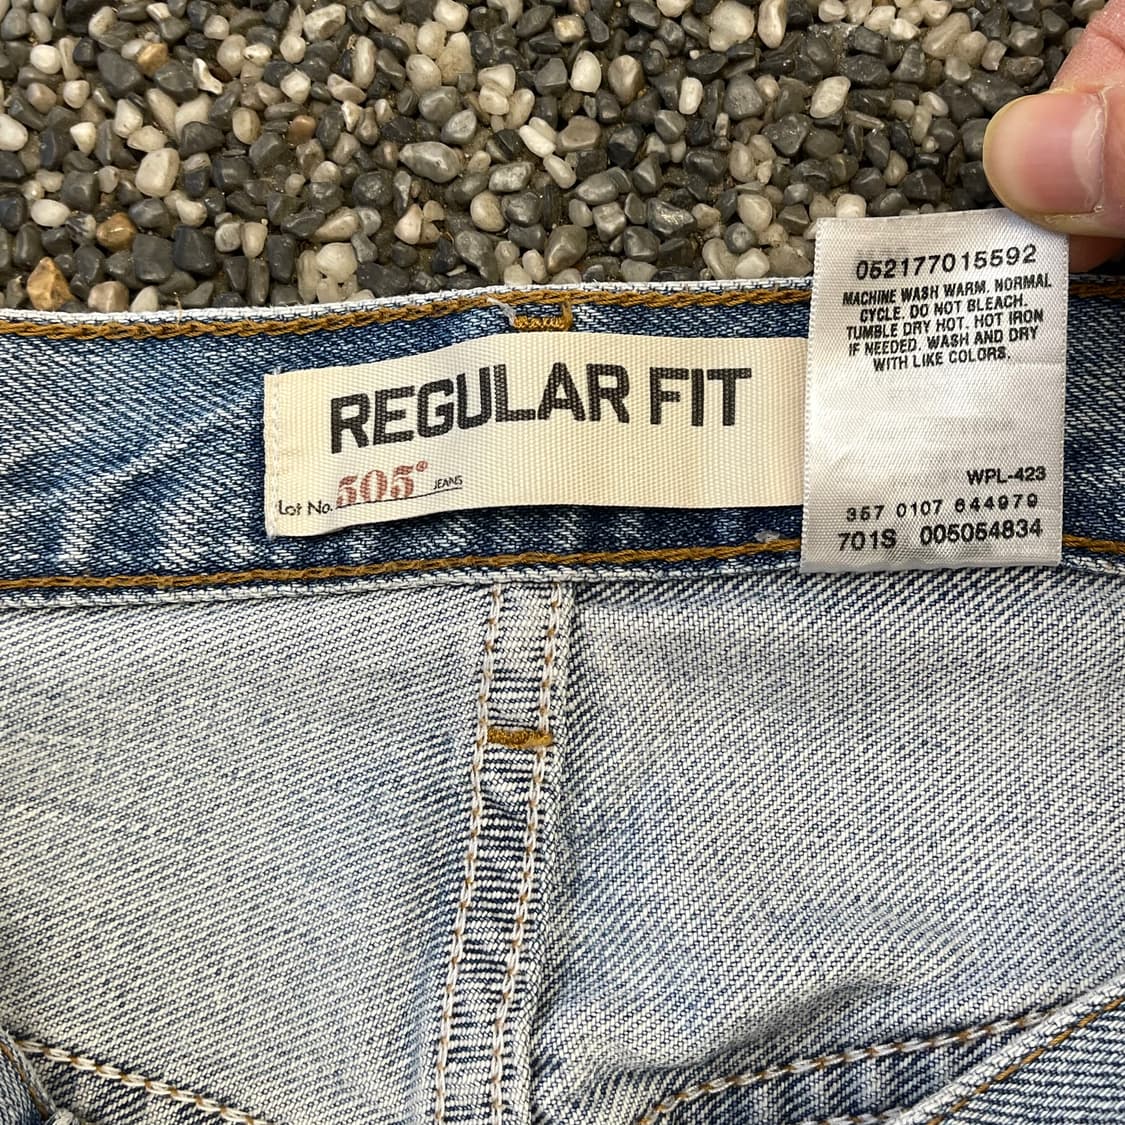 REGULAR FIT
Lot No. 505® JEANS
052177015592
MACHINE WASH WARM. NORMAL
CYCLE. DO NOT BLEACH.
TUMBLE DRY HOT. HOT IRON
IF NEEDED. WASH AND DRY
WITH LIKE COLORS.
WPL-423
357 0107 644979
701S 005054834